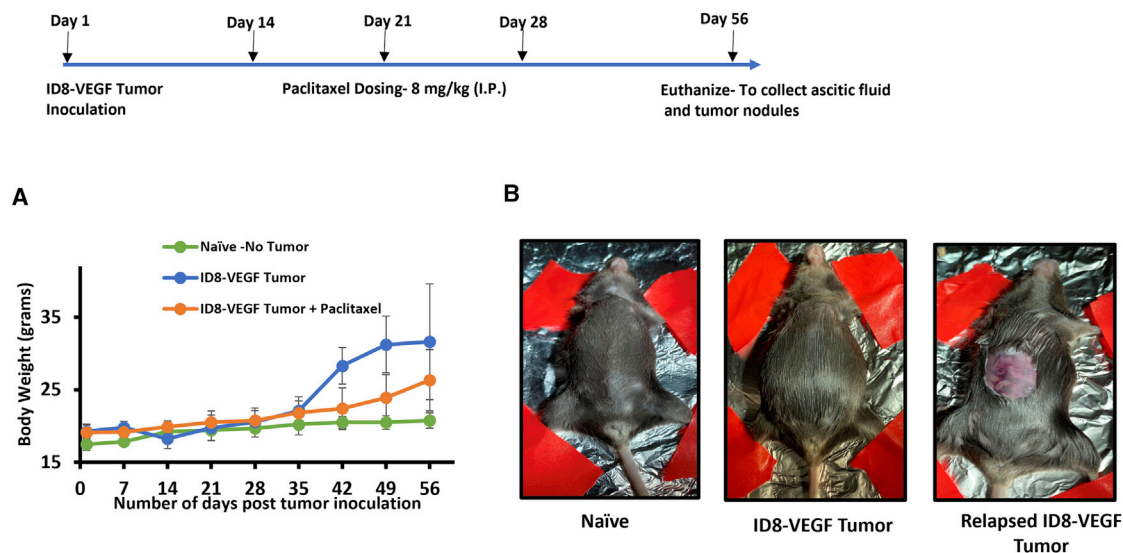 Day 1
Day 14
Day 21
Day 28
Day 56
ID8-VEGF Tumor
Inoculation
Paclitaxel Dosing- 8 mg/kg (I.P.)
Euthanize- To collect ascitic fluid
and tumor nodules
A
Naïve -No Tumor
ID8-VEGF Tumor
ID8-VEGF Tumor + Paclitaxel
Body Weight (grams)
35
25
15
0 7 14 21 28 35 42 49 56
Number of days post tumor inoculation
B
Naïve
ID8-VEGF Tumor
Relapsed ID8-VEGF
Tumor